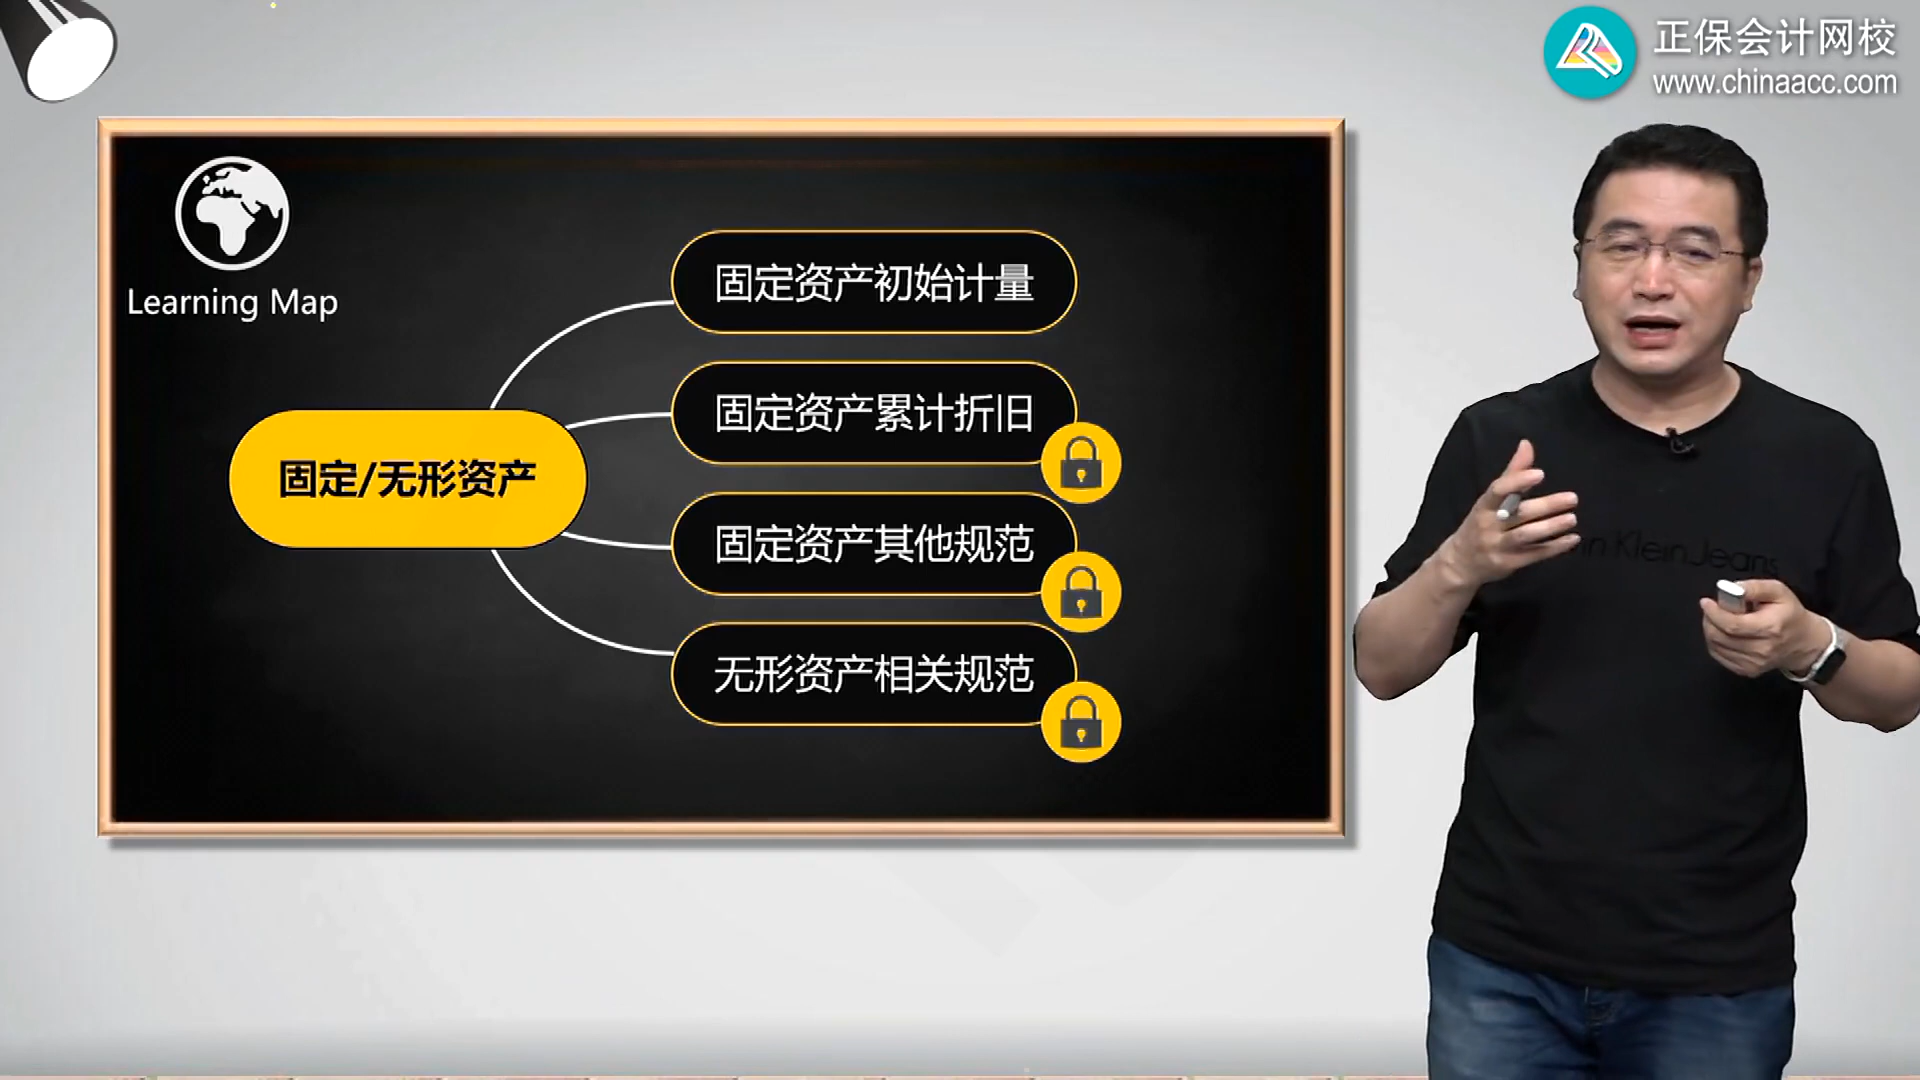 正保会计网校
www.chinaacc.com
Learning Map
固定/无形资产
固定资产初始计量
固定资产累计折旧
固定资产其他规范
无形资产相关规范
Klein Jeans